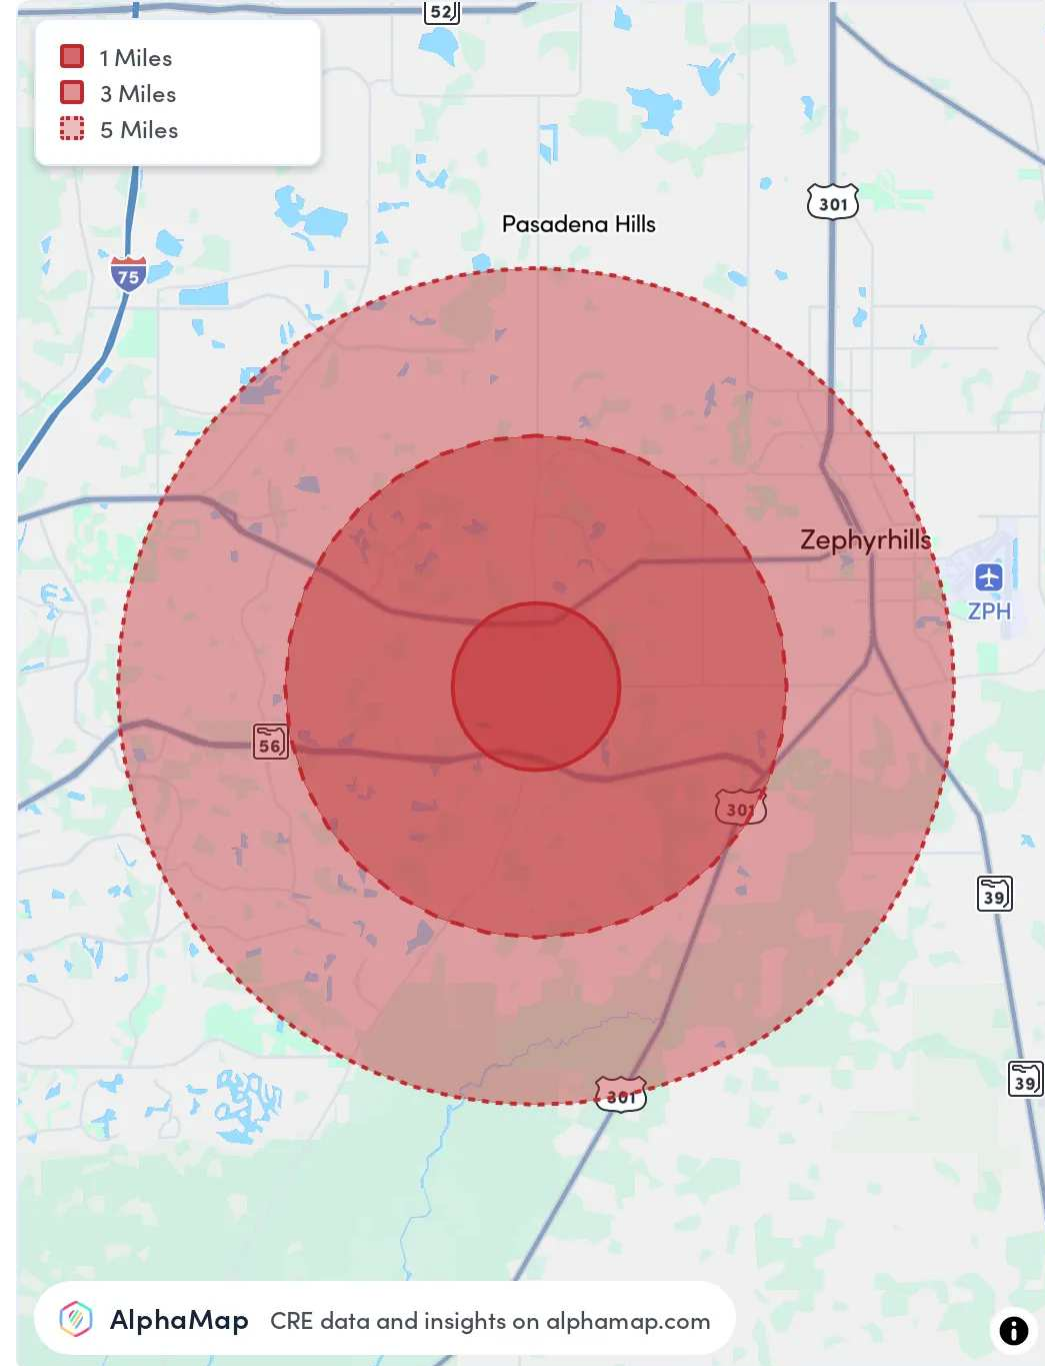 52
1 Miles
3 Miles
5 Miles
301
Pasadena Hills
75
Zephyrhills
ZPH
56
301
39
39
301
AlphaMap CRE data and insights on alphamap.com